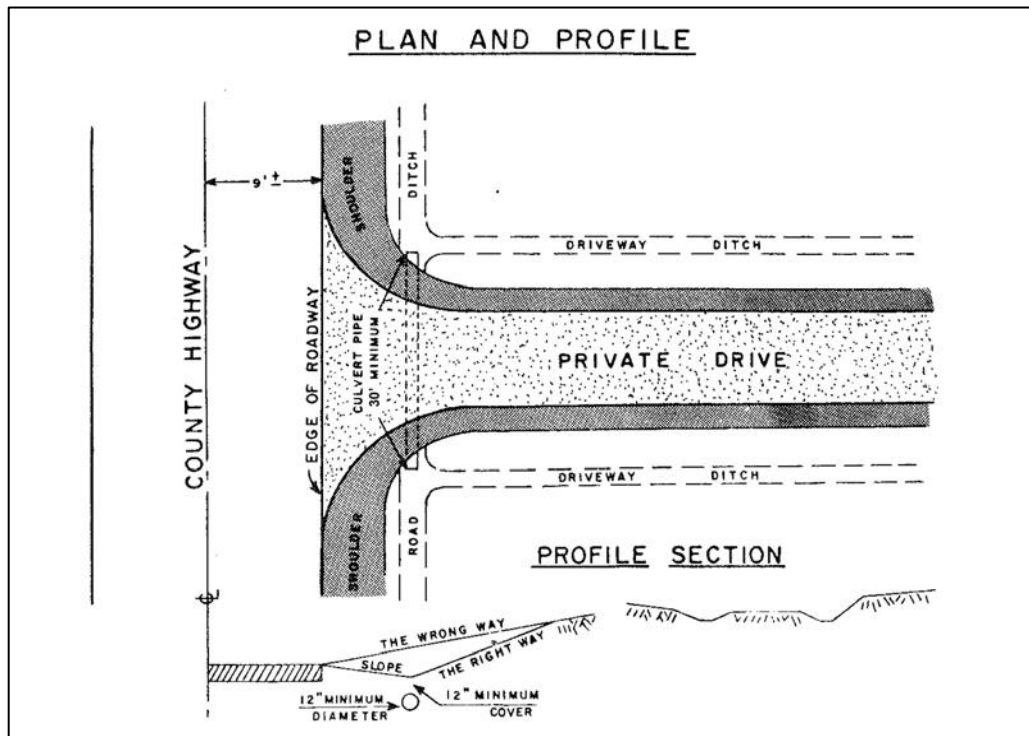 PLAN AND PROFILE
9' ±
SHOULDER
DITCH
DRIVEWAY DITCH
COUNTY HIGHWAY
EDGE OF ROADWAY
CULVERT PIPE
30' MINIMUM
PRIVATE DRIVE
DRIVEWAY DITCH
SHOULDER
ROAD
PROFILE SECTION
℄
THE WRONG WAY
SLOPE
THE RIGHT WAY
12" MINIMUM
DIAMETER
12" MINIMUM
COVER